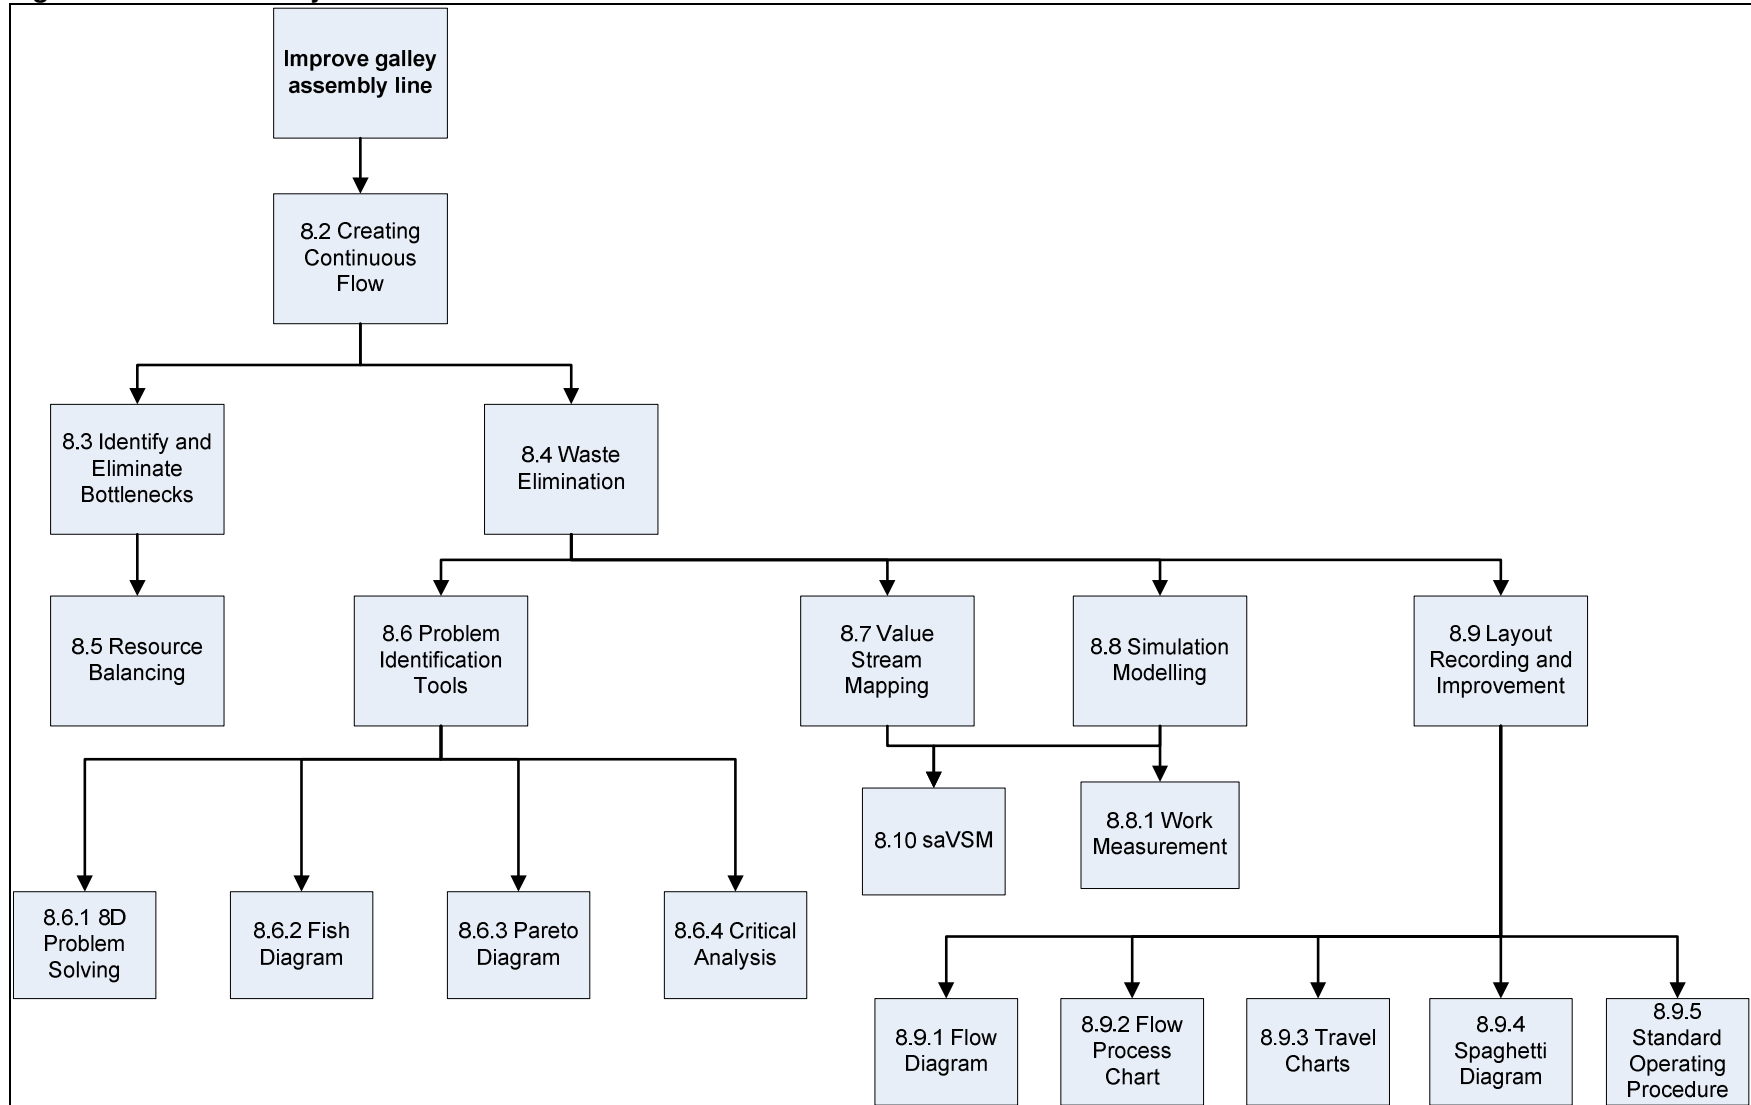 Improve galley
assembly line
8.2 Creating
Continuous
Flow
8.3 Identify and
Eliminate
Bottlenecks
8.4 Waste
Elimination
8.5 Resource
Balancing
8.6 Problem
Identification
Tools
8.7 Value
Stream
Mapping
8.8 Simulation
Modelling
8.9 Layout
Recording and
Improvement
8.10 saVSM
8.8.1 Work
Measurement
8.6.1 8D
Problem
Solving
8.6.2 Fish
Diagram
8.6.3 Pareto
Diagram
8.6.4 Critical
Analysis
8.9.1 Flow
Diagram
8.9.2 Flow
Process
Chart
8.9.3 Travel
Charts
8.9.4
Spaghetti
Diagram
8.9.5
Standard
Operating
Procedure